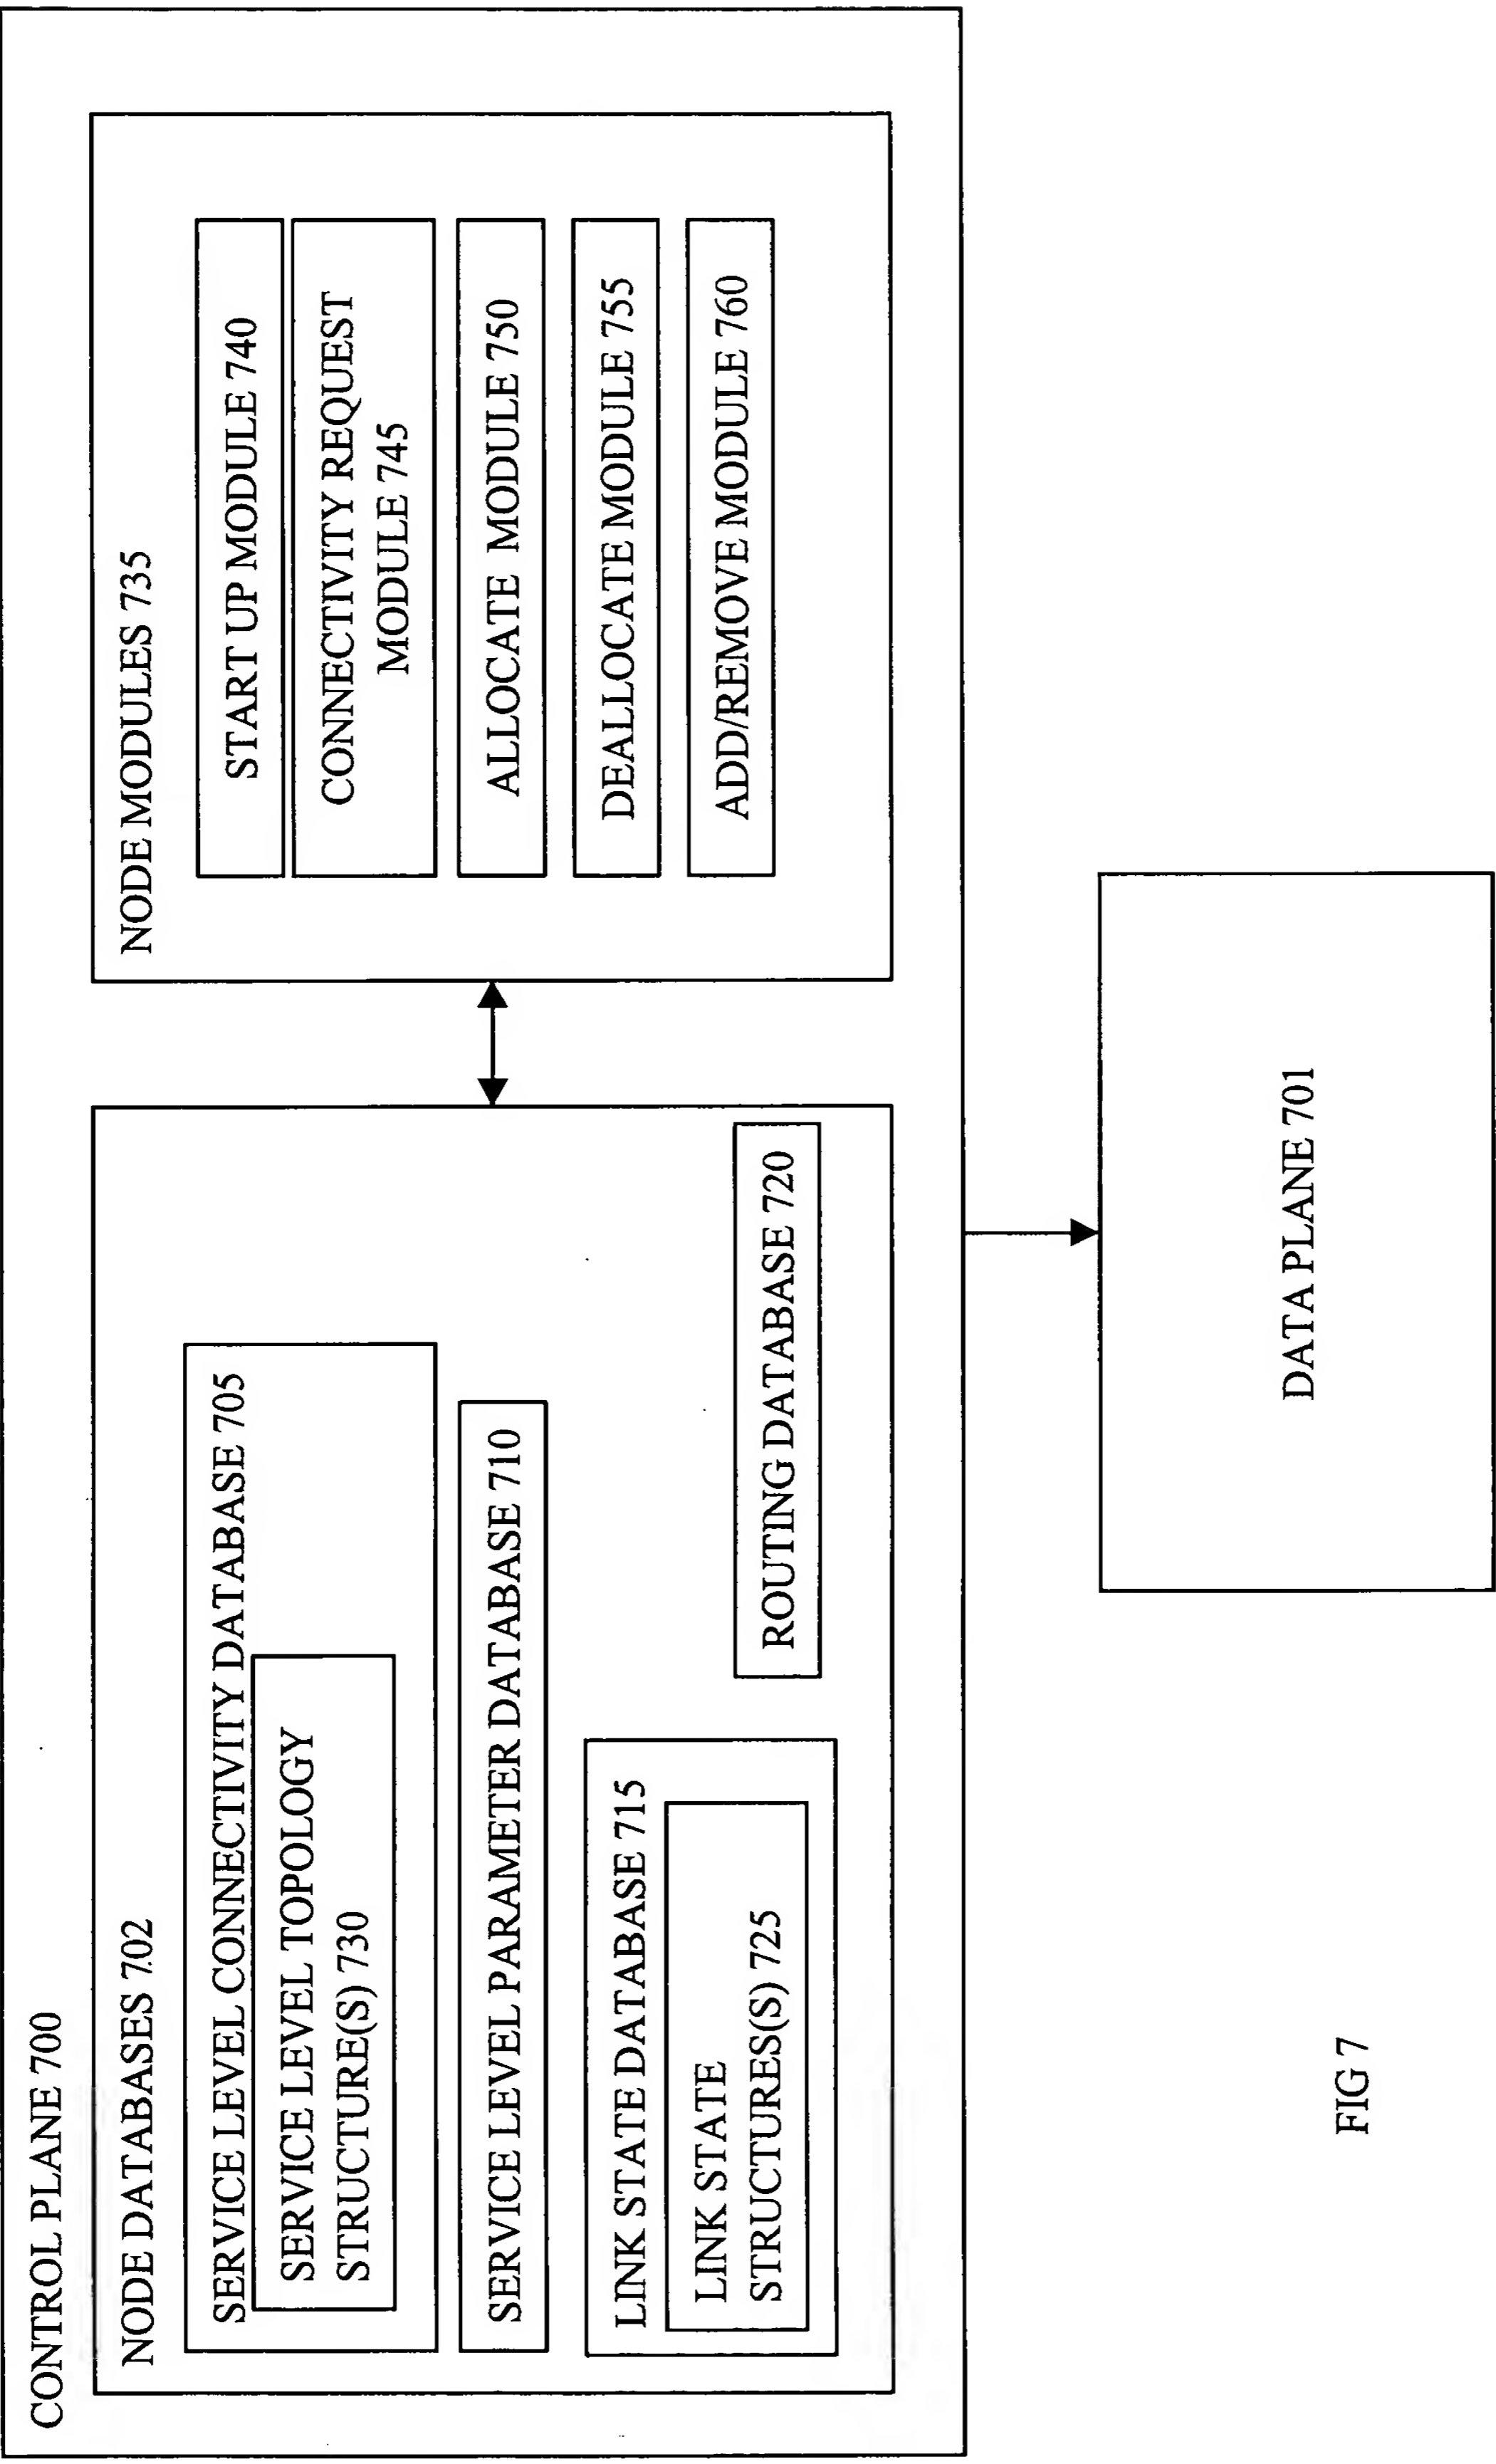 CONTROL PLANE 700
NODE DATABASES 702
SERVICE LEVEL CONNECTIVITY DATABASE 705
SERVICE LEVEL TOPOLOGY
STRUCTURE(S) 730
SERVICE LEVEL PARAMETER DATABASE 710
LINK STATE DATABASE 715
LINK STATE
STRUCTURES(S) 725
ROUTING DATABASE 720
NODE MODULES 735
START UP MODULE 740
CONNECTIVITY REQUEST
MODULE 745
ALLOCATE MODULE 750
DEALLOCATE MODULE 755
ADD/REMOVE MODULE 760
DATA PLANE 701
FIG 7